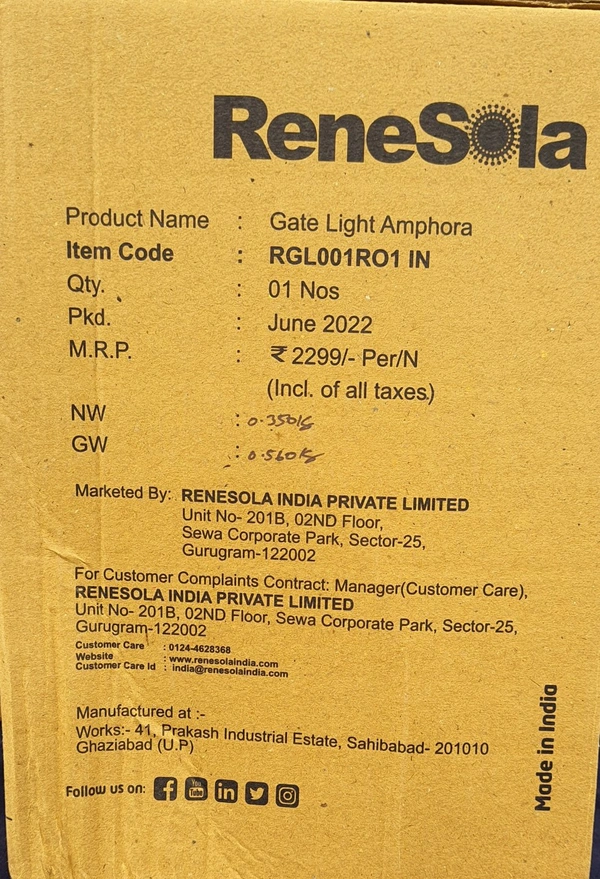 ReneSola
Product Name : Gate Light Amphora
Item Code : RGL001RO1 IN
Qty. : 01 Nos
Pkd. : June 2022
M.R.P. : ₹ 2299/- Per/N
(Incl. of all taxes)
NW : 0.350Kg
GW : 0.560Kg
Marketed By: RENESOLA INDIA PRIVATE LIMITED
Unit No- 201B, 02ND Floor,
Sewa Corporate Park, Sector-25,
Gurugram-122002
For Customer Complaints Contract: Manager(Customer Care),
RENESOLA INDIA PRIVATE LIMITED
Unit No- 201B, 02ND Floor, Sewa Corporate Park, Sector-25,
Gurugram-122002
Customer Care : 0124-4628368
Website : www.renesolaindia.com
Customer Care Id : india@renesolaindia.com
Manufactured at :-
Works:- 41, Prakash Industrial Estate, Sahibabad- 201010
Ghaziabad (U.P)
Made in India
Follow us on:
You
Tube